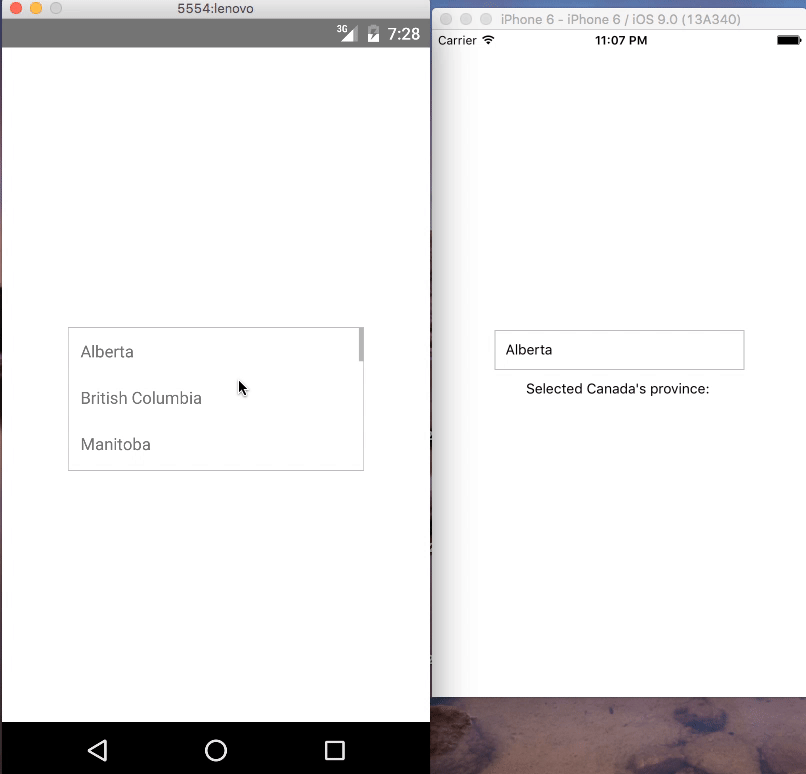 5554:lenovo
3G 7:28
Alberta
British Columbia
Manitoba
iPhone 6 - iPhone 6 / iOS 9.0 (13A340)
Carrier 11:07 PM
Alberta
Selected Canada's province: